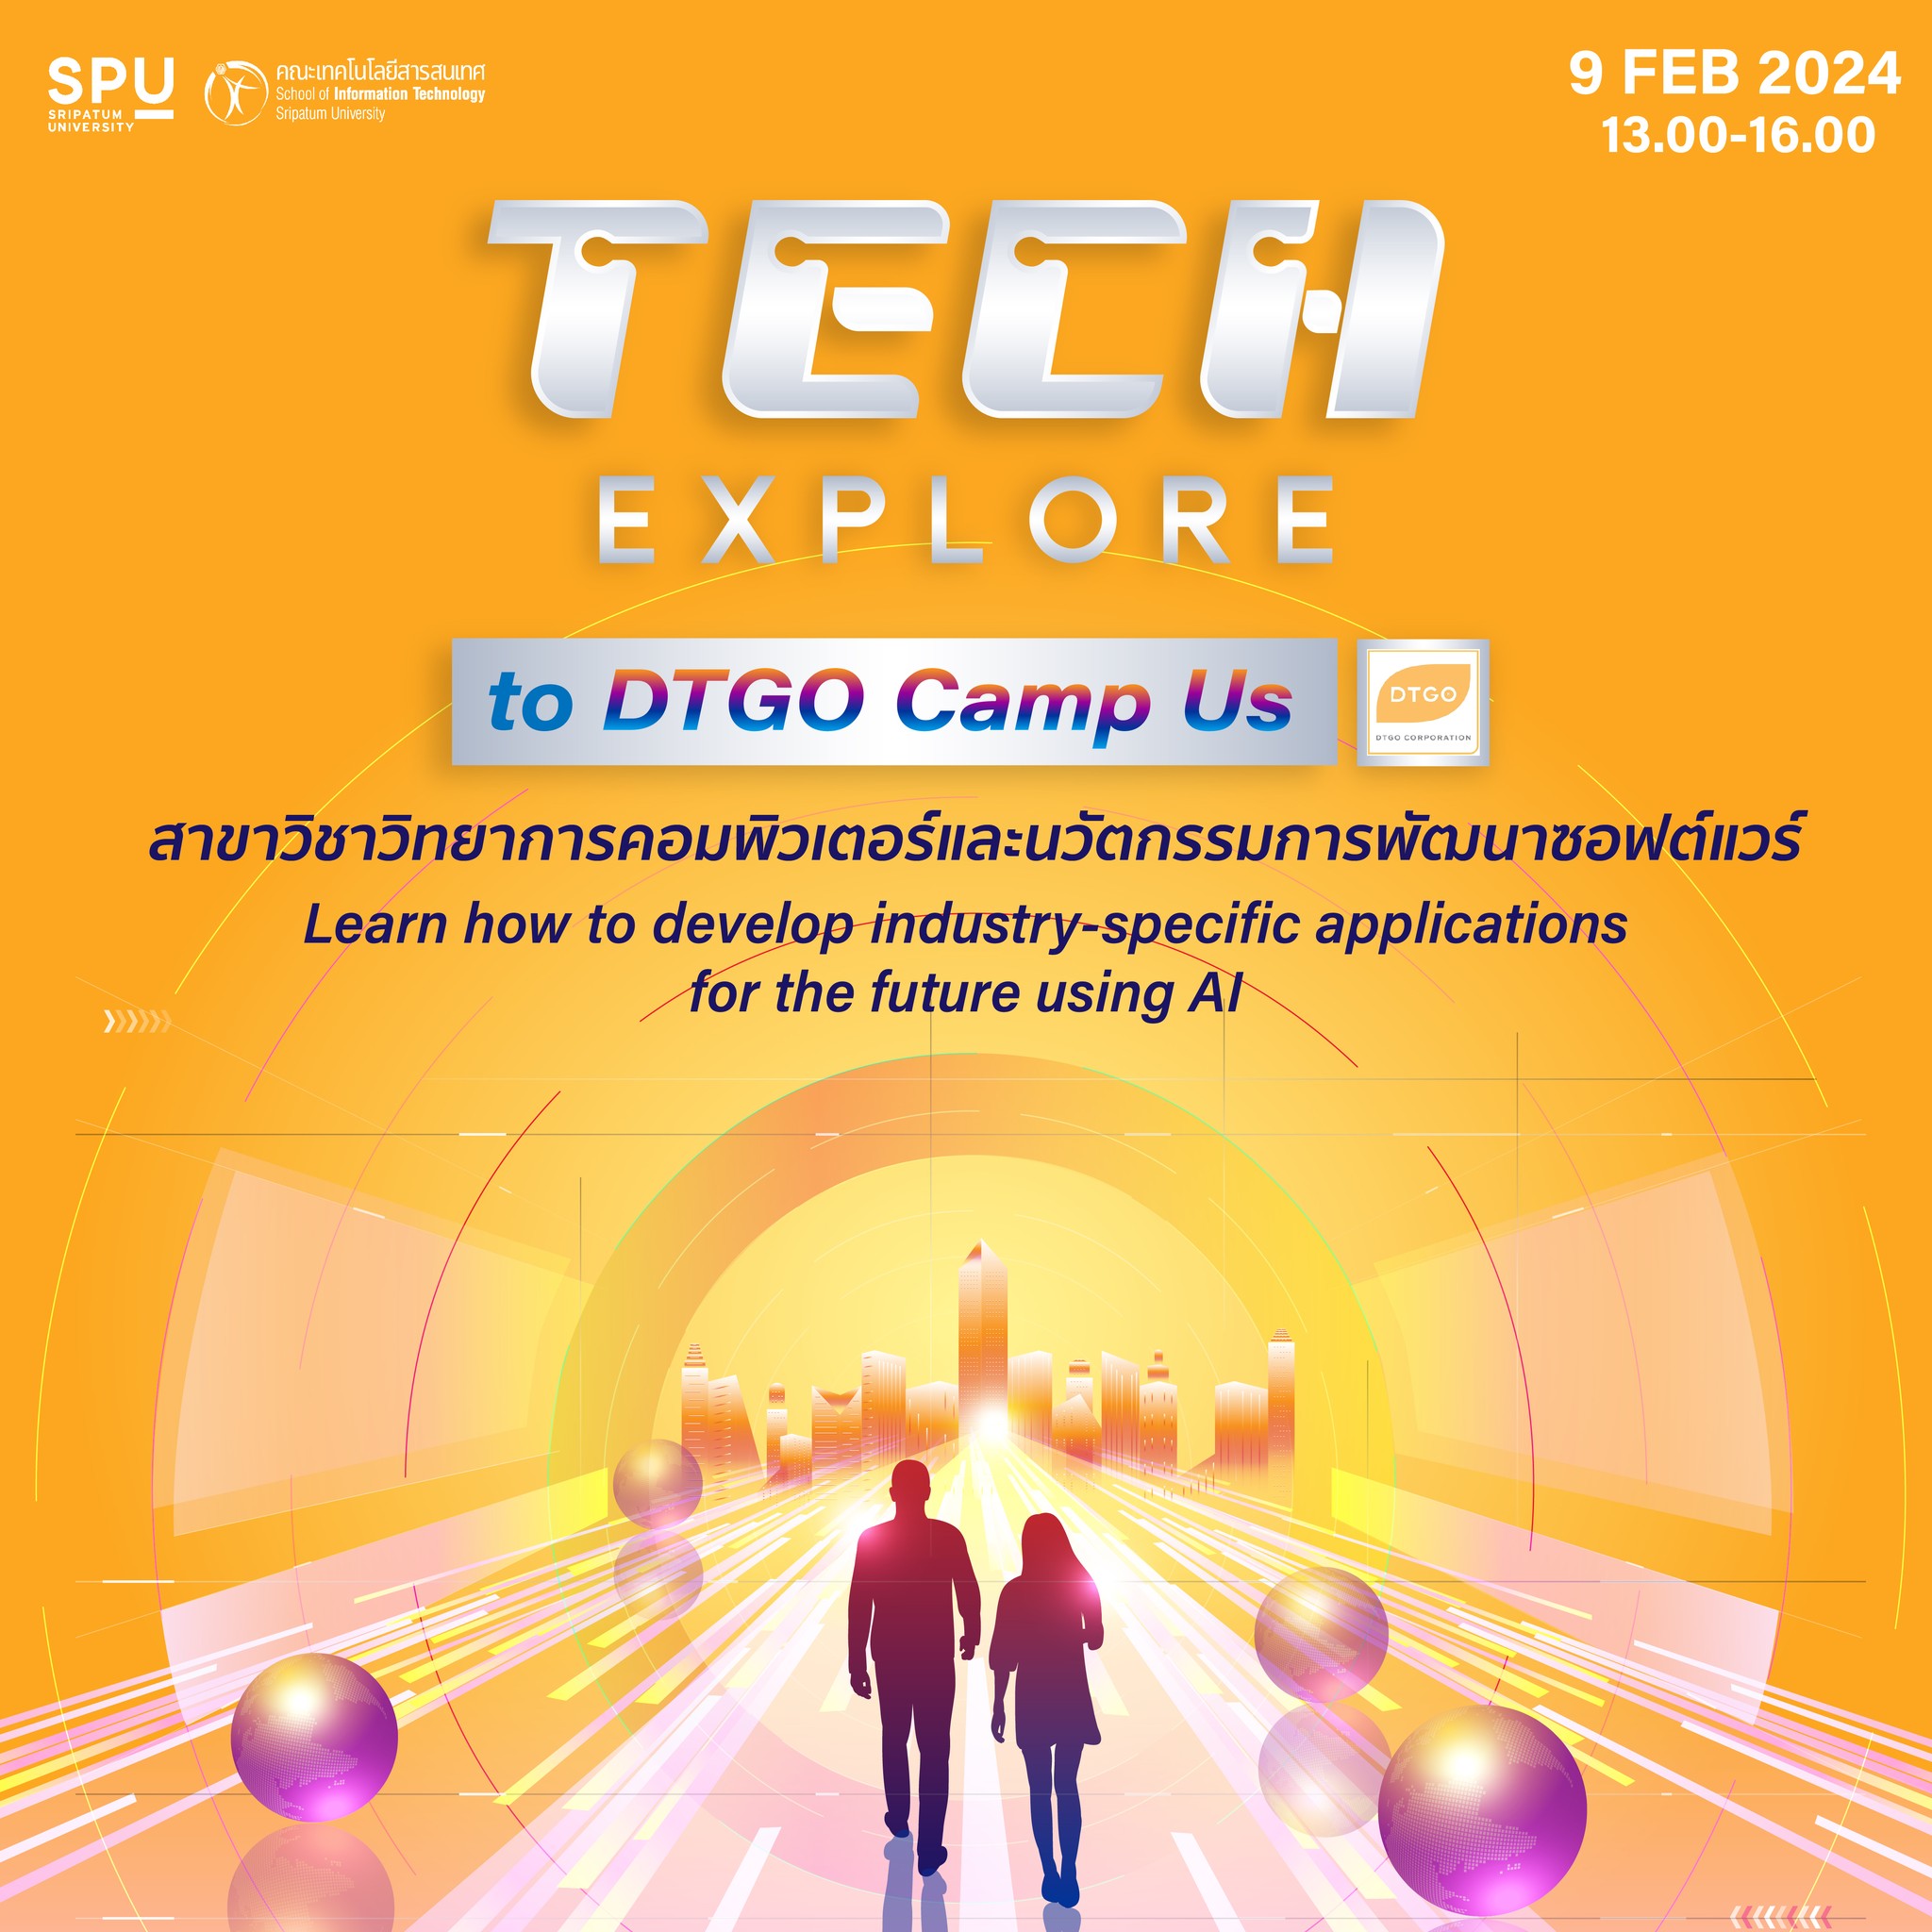 SPU
SRIPATUM
UNIVERSITY
คณะเทคโนโลยีสารสนเทศ
School of Information Technology
Sripatum University
9 FEB 2024
13.00-16.00
TECH
EXPLORE
to DTGO Camp Us
DTGO
DTGO CORPORATION
สาขาวิชาวิทยาการคอมพิวเตอร์และนวัตกรรมการพัฒนาซอฟต์แวร์
Learn how to develop industry-specific applications
for the future using AI